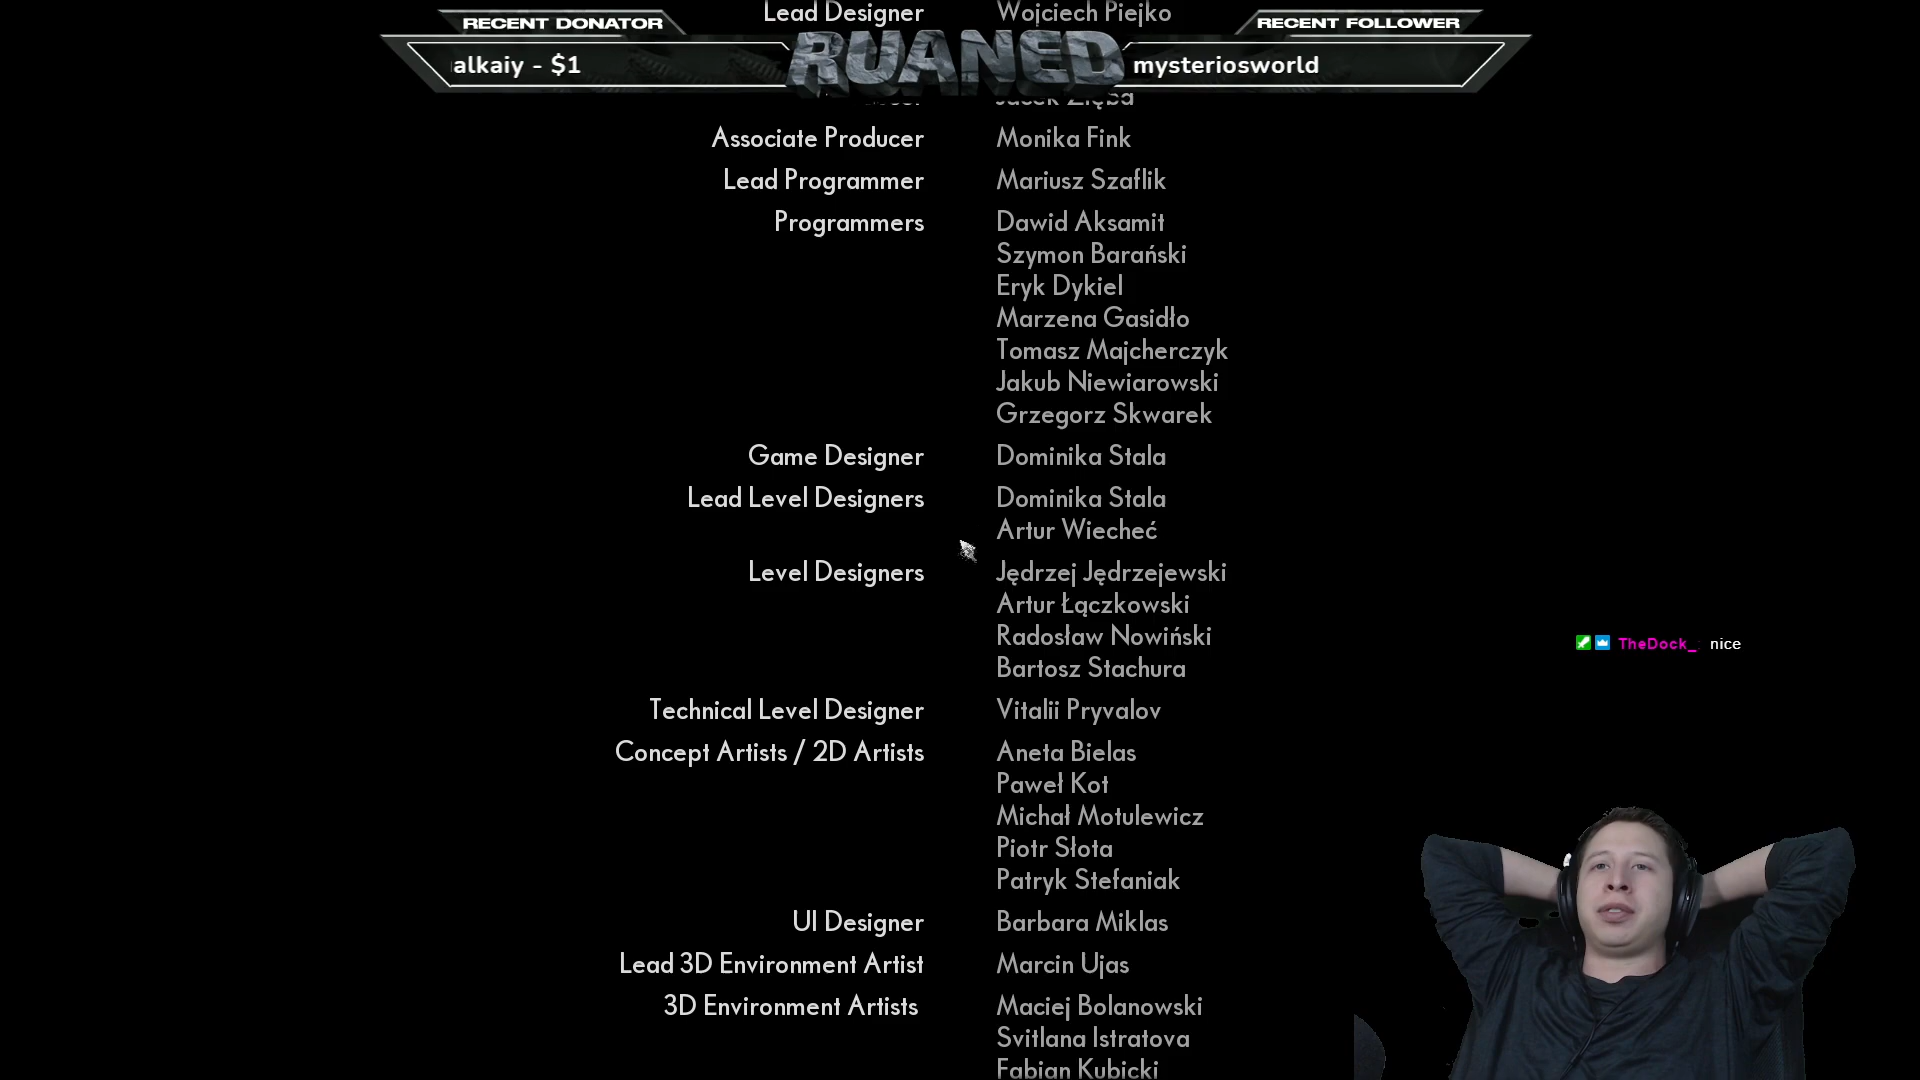 Lead Designer Wojciech Piejko
RECENT DONATOR
RECENT FOLLOWER
alkaiy - $1
RUANED
mysteriosworld
Jacek Zięba
Associate Producer Monika Fink
Lead Programmer Mariusz Szaflik
Programmers Dawid Aksamit
Szymon Barański
Eryk Dykiel
Marzena Gasidło
Tomasz Majcherczyk
Jakub Niewiarowski
Grzegorz Skwarek
Game Designer Dominika Stala
Lead Level Designers Dominika Stala
Artur Wiecheć
Level Designers Jędrzej Jędrzejewski
Artur Łączkowski
Radosław Nowiński
TheDock_: nice
Bartosz Stachura
Technical Level Designer Vitalii Pryvalov
Concept Artists / 2D Artists Aneta Bielas
Paweł Kot
Michał Motulewicz
Piotr Słota
Patryk Stefaniak
UI Designer Barbara Miklas
Lead 3D Environment Artist Marcin Ujas
3D Environment Artists Maciej Bolanowski
Svitlana Istratova
Fabian Kubicki